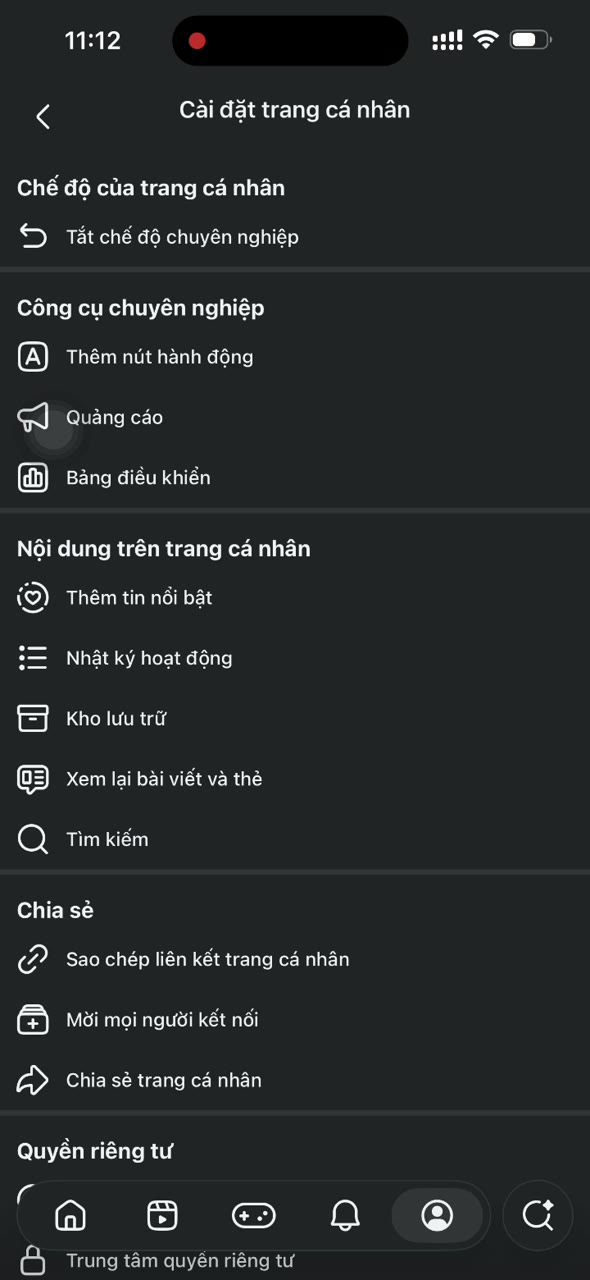 11:12
Cài đặt trang cá nhân
Chế độ của trang cá nhân
Tắt chế độ chuyên nghiệp
Công cụ chuyên nghiệp
Thêm nút hành động
Quảng cáo
Bảng điều khiển
Nội dung trên trang cá nhân
Thêm tin nổi bật
Nhật ký hoạt động
Kho lưu trữ
Xem lại bài viết và thẻ
Tìm kiếm
Chia sẻ
Sao chép liên kết trang cá nhân
Mời mọi người kết nối
Chia sẻ trang cá nhân
Quyền riêng tư
Trung tâm quyền riêng tư